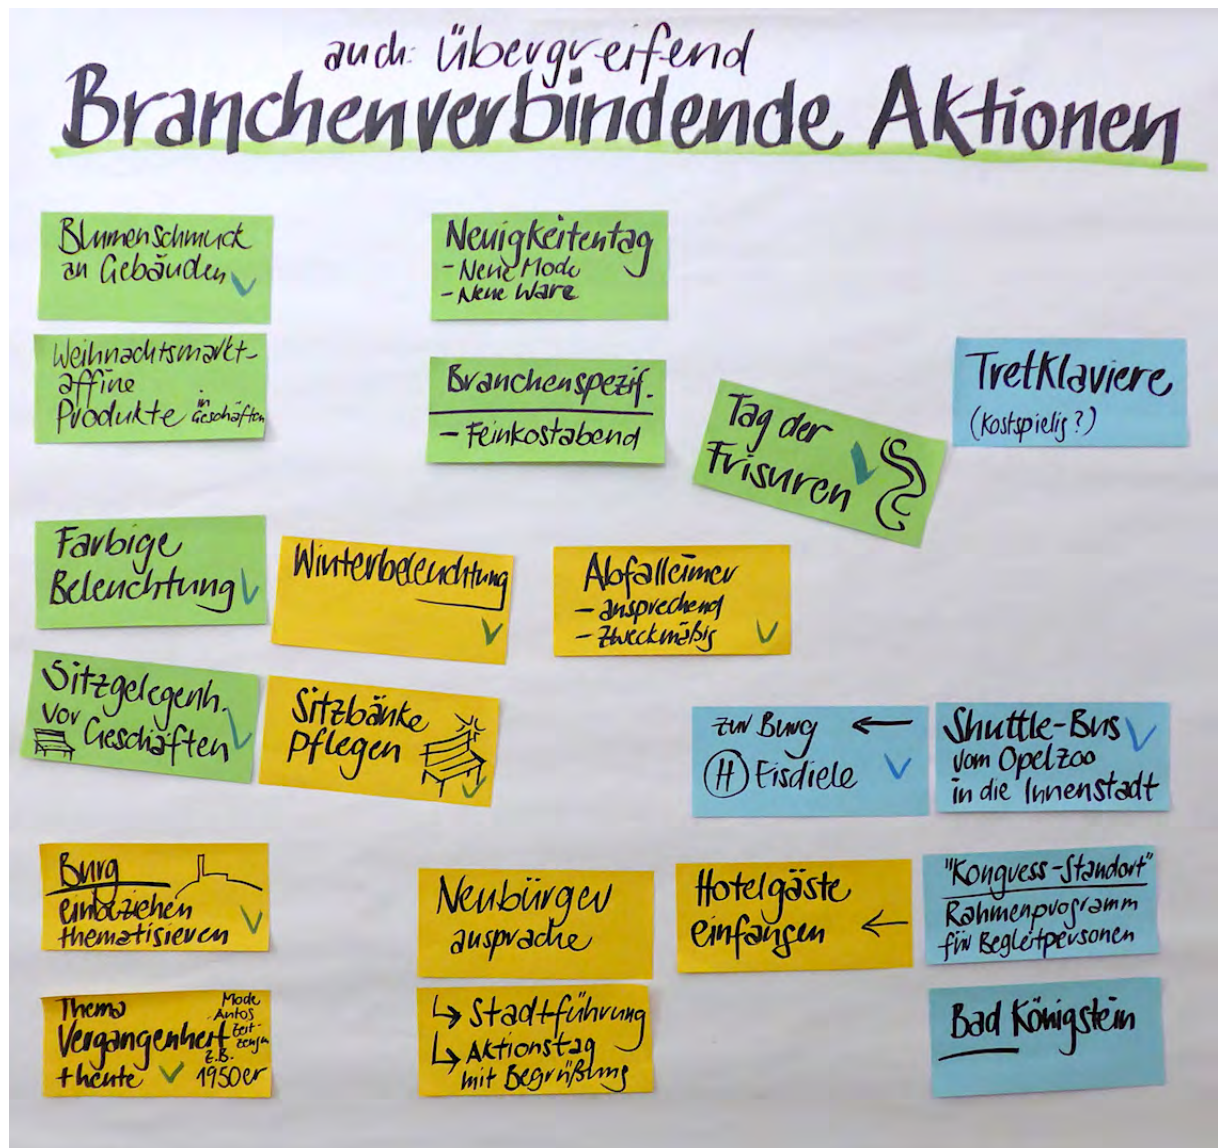 auch: Übergreifend
Branchenverbindende Aktionen
Blumenschmuck
an Gebäuden
Neuigkeitentag
- Neue Mode
- Neue Ware
Weihnachtsmarkt-
affine
Produkte in Geschäften
Branchenspezif.
- Feinkostabend
Tag der
Frisuren
Tretklaviere
(kostspielig?)
Farbige
Beleuchtung
Winterbeleuchtung
Abfalleimer
- ansprechend
- zweckmäßig
Sitzgelegenh.
vor
Geschäften
Sitzbänke
pflegen
zur Burg
(H) Eisdiele
Shuttle-Bus
vom Opelzoo
in die Innenstadt
Burg
einbeziehen
thematisieren
Neubürger
ansprache
Hotelgäste
einfangen
"Kongress-Standort"
Rahmenprogramm
für Begleitpersonen
Thema
Vergangenheit
+ heute
Mode
Autos
Zeit-
zeugen
z.B.
1950er
↳ Stadtführung
↳ Aktionstag
mit Begrüßung
Bad Königstein